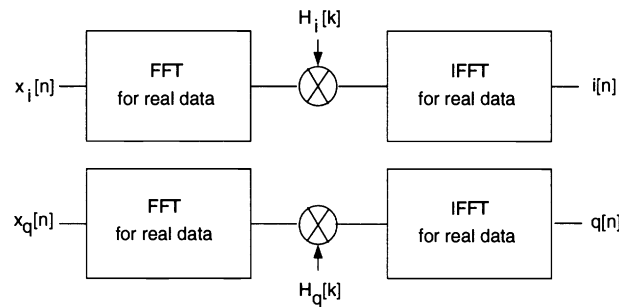 H_i[k]
x_i[n]
FFT
for real data
IFFT
for real data
i[n]
x_q[n]
FFT
for real data
IFFT
for real data
q[n]
H_q[k]